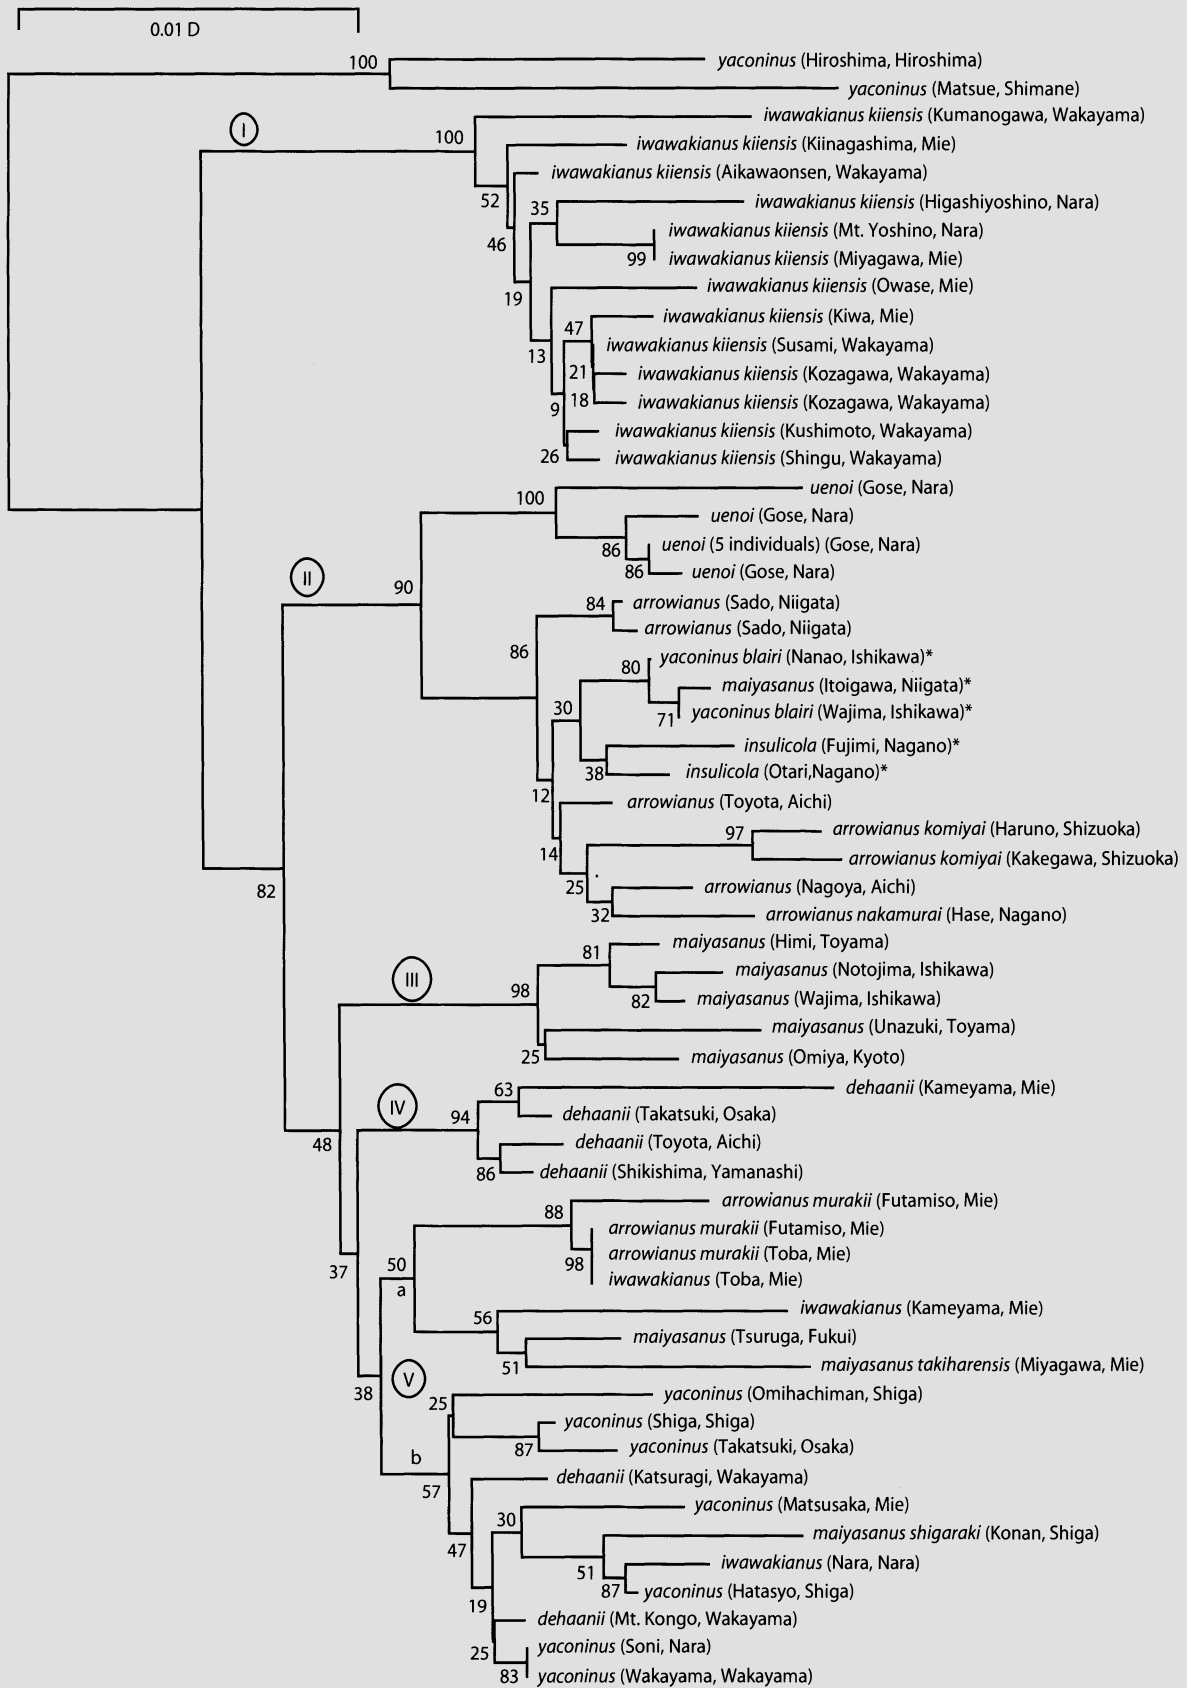 0.01 D
100
yaconinus (Hiroshima, Hiroshima)
yaconinus (Matsue, Shimane)
I
100
iwawakianus kiiensis (Kumanogawa, Wakayama)
iwawakianus kiiensis (Kiinagashima, Mie)
iwawakianus kiiensis (Aikawaonsen, Wakayama)
52
35
iwawakianus kiiensis (Higashiyoshino, Nara)
iwawakianus kiiensis (Mt. Yoshino, Nara)
46
99
iwawakianus kiiensis (Miyagawa, Mie)
iwawakianus kiiensis (Owase, Mie)
19
47
iwawakianus kiiensis (Kiwa, Mie)
iwawakianus kiiensis (Susami, Wakayama)
13
21
iwawakianus kiiensis (Kozagawa, Wakayama)
18
iwawakianus kiiensis (Kozagawa, Wakayama)
9
iwawakianus kiiensis (Kushimoto, Wakayama)
26
iwawakianus kiiensis (Shingu, Wakayama)
100
uenoi (Gose, Nara)
uenoi (Gose, Nara)
86
uenoi (5 individuals) (Gose, Nara)
86
uenoi (Gose, Nara)
II
90
84
arrowianus (Sado, Niigata)
arrowianus (Sado, Niigata)
86
80
yaconinus blairi (Nanao, Ishikawa)*
maiyasanus (Itoigawa, Niigata)*
30
71
yaconinus blairi (Wajima, Ishikawa)*
insulicola (Fujimi, Nagano)*
38
insulicola (Otari,Nagano)*
12
arrowianus (Toyota, Aichi)
97
arrowianus komiyai (Haruno, Shizuoka)
14
arrowianus komiyai (Kakegawa, Shizuoka)
82
25
arrowianus (Nagoya, Aichi)
32
arrowianus nakamurai (Hase, Nagano)
81
maiyasanus (Himi, Toyama)
III
98
maiyasanus (Notojima, Ishikawa)
82
maiyasanus (Wajima, Ishikawa)
maiyasanus (Unazuki, Toyama)
25
maiyasanus (Omiya, Kyoto)
63
dehaanii (Kameyama, Mie)
IV
94
dehaanii (Takatsuki, Osaka)
48
dehaanii (Toyota, Aichi)
86
dehaanii (Shikishima, Yamanashi)
88
arrowianus murakii (Futamiso, Mie)
arrowianus murakii (Futamiso, Mie)
98
arrowianus murakii (Toba, Mie)
37
50
iwawakianus (Toba, Mie)
a
56
iwawakianus (Kameyama, Mie)
maiyasanus (Tsuruga, Fukui)
51
maiyasanus takiharensis (Miyagawa, Mie)
38
V
25
yaconinus (Omihachiman, Shiga)
yaconinus (Shiga, Shiga)
87
yaconinus (Takatsuki, Osaka)
b
57
dehaanii (Katsuragi, Wakayama)
30
yaconinus (Matsusaka, Mie)
47
maiyasanus shigaraki (Konan, Shiga)
51
iwawakianus (Nara, Nara)
87
yaconinus (Hatasyo, Shiga)
19
dehaanii (Mt. Kongo, Wakayama)
25
yaconinus (Soni, Nara)
83
yaconinus (Wakayama, Wakayama)